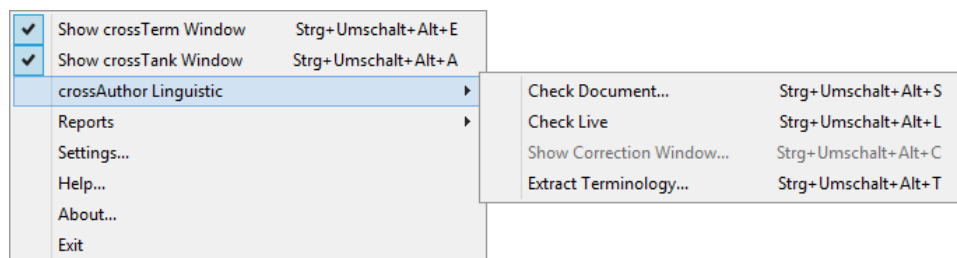 Show crossTerm Window Strg+Umschalt+Alt+E
Show crossTank Window Strg+Umschalt+Alt+A
crossAuthor Linguistic
Reports
Settings...
Help...
About...
Exit
Check Document... Strg+Umschalt+Alt+S
Check Live Strg+Umschalt+Alt+L
Show Correction Window... Strg+Umschalt+Alt+C
Extract Terminology... Strg+Umschalt+Alt+T